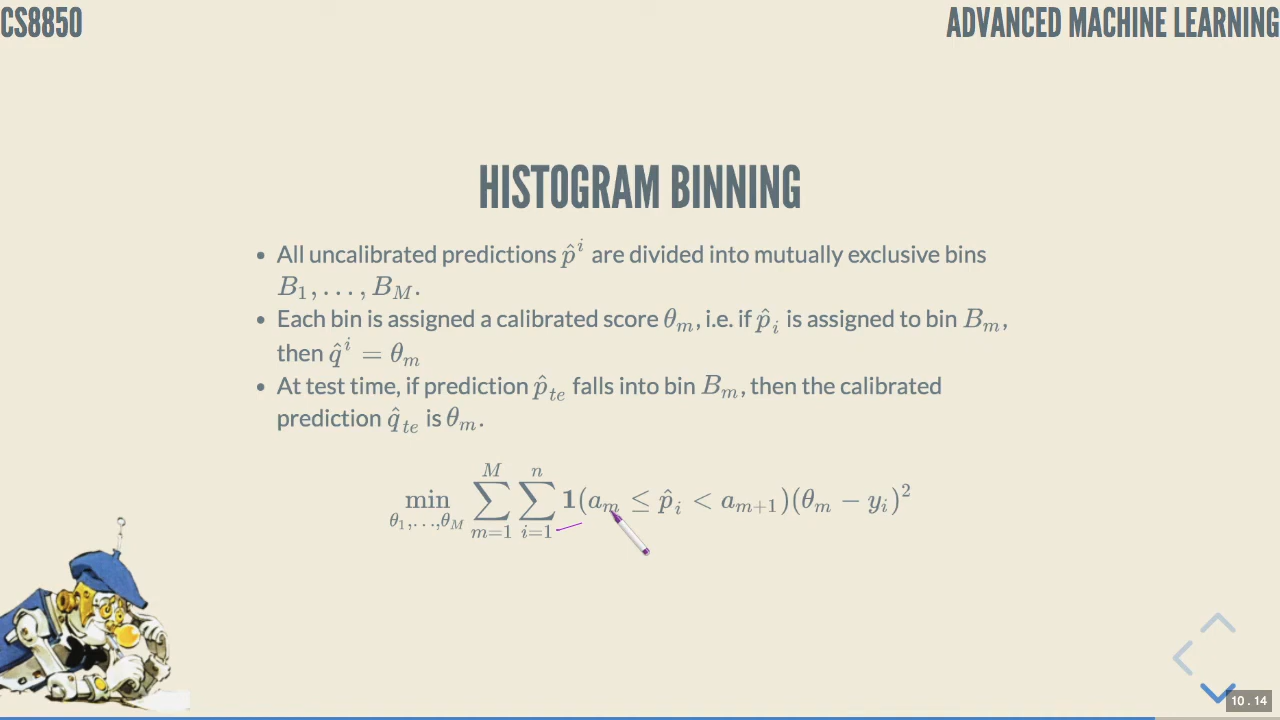 CS8850
ADVANCED MACHINE LEARNING
HISTOGRAM BINNING
• All uncalibrated predictions p̂^i are divided into mutually exclusive bins
B_1, . . . , B_M.
• Each bin is assigned a calibrated score θ_m, i.e. if p̂_i is assigned to bin B_m,
then q̂^i = θ_m
• At test time, if prediction p̂_te falls into bin B_m, then the calibrated
prediction q̂_te is θ_m.
min_{θ_1,...,θ_M} ∑_{m=1}^{M} ∑_{i=1}^{n} 1(a_m ≤ p̂_i < a_{m+1})(θ_m − y_i)^2
10 . 14